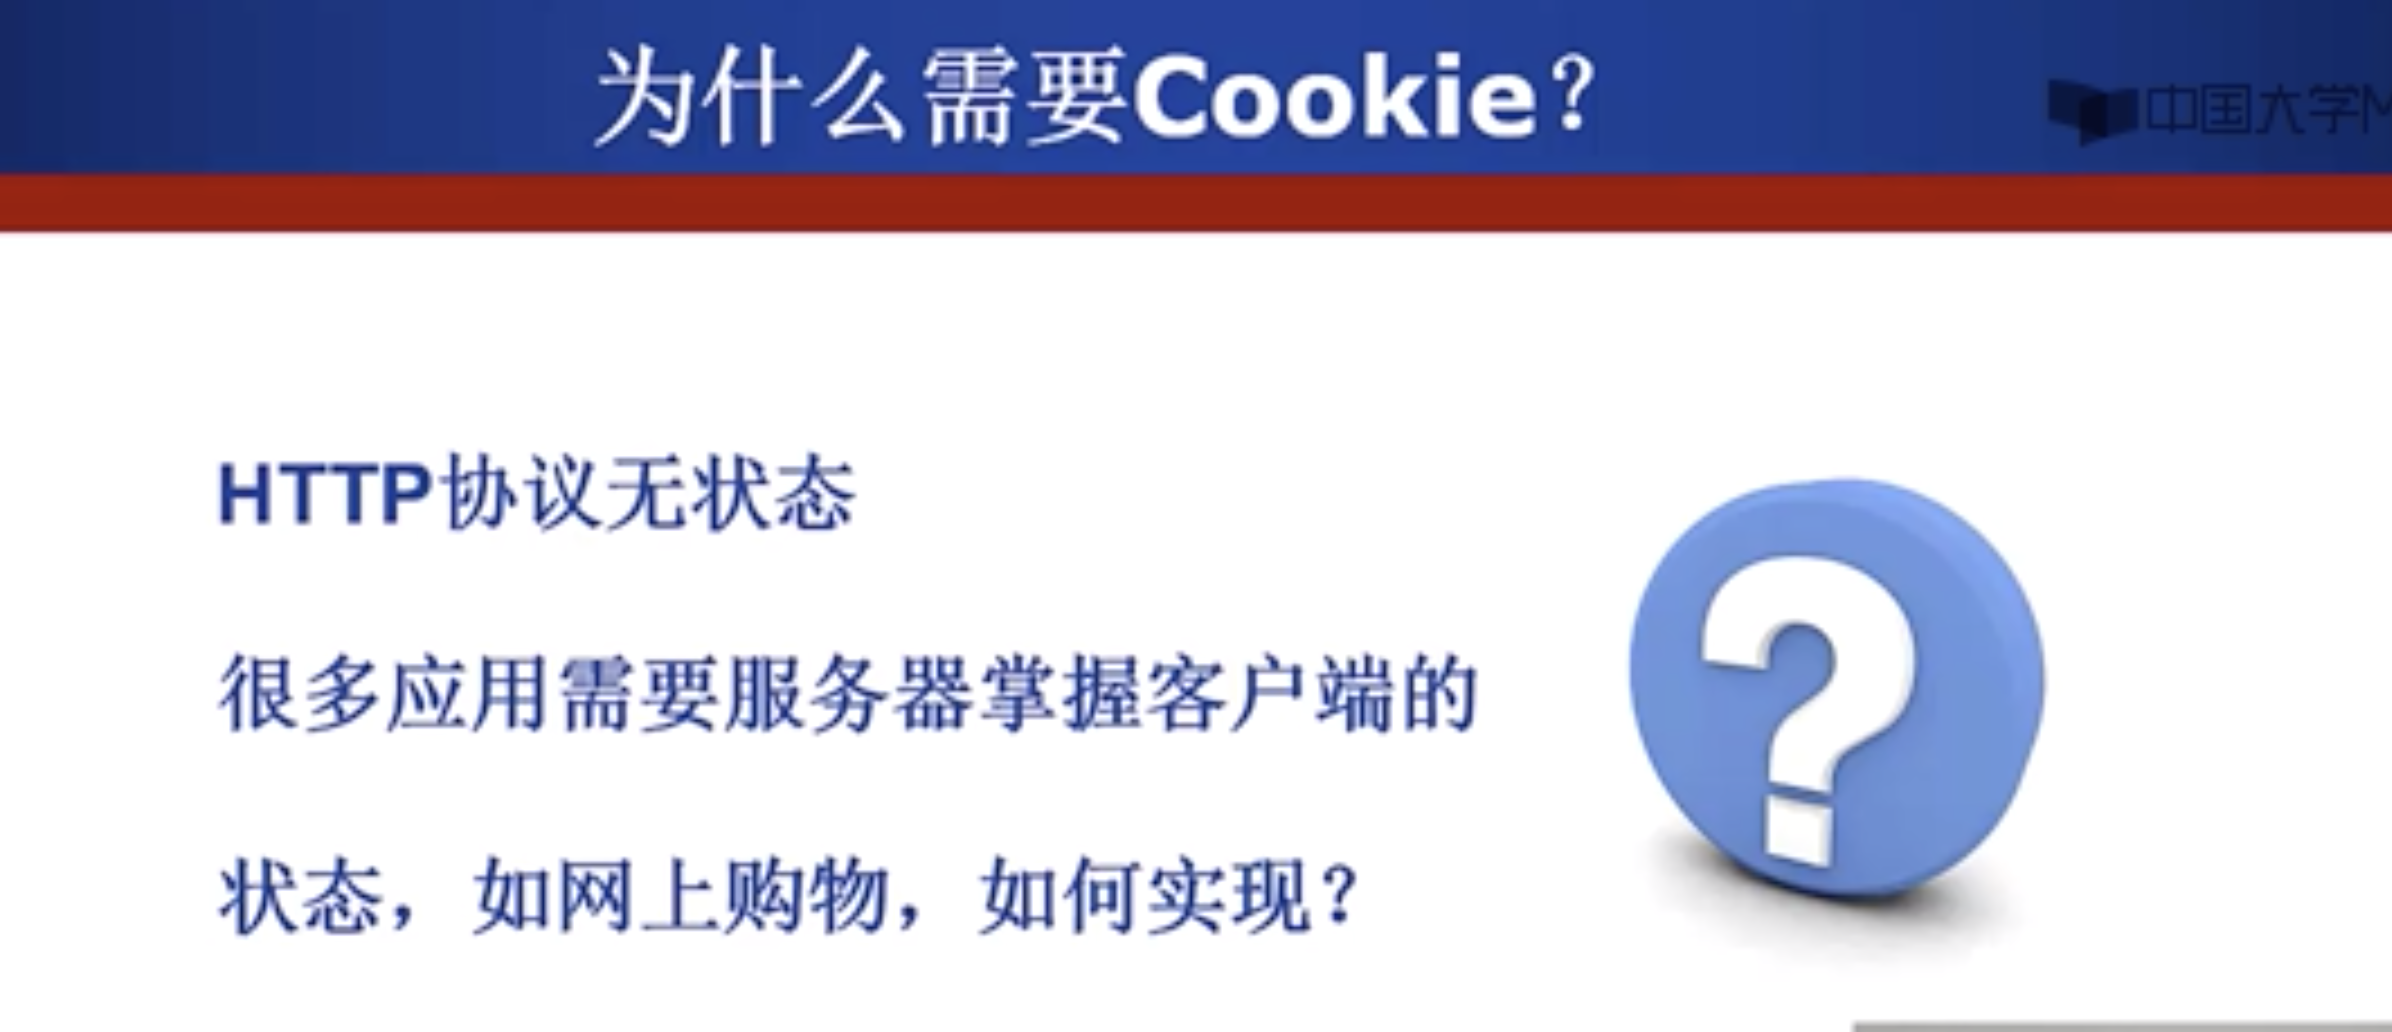 为什么需要Cookie？
中国大学M
HTTP协议无状态
很多应用需要服务器掌握客户端的
状态，如网上购物，如何实现？